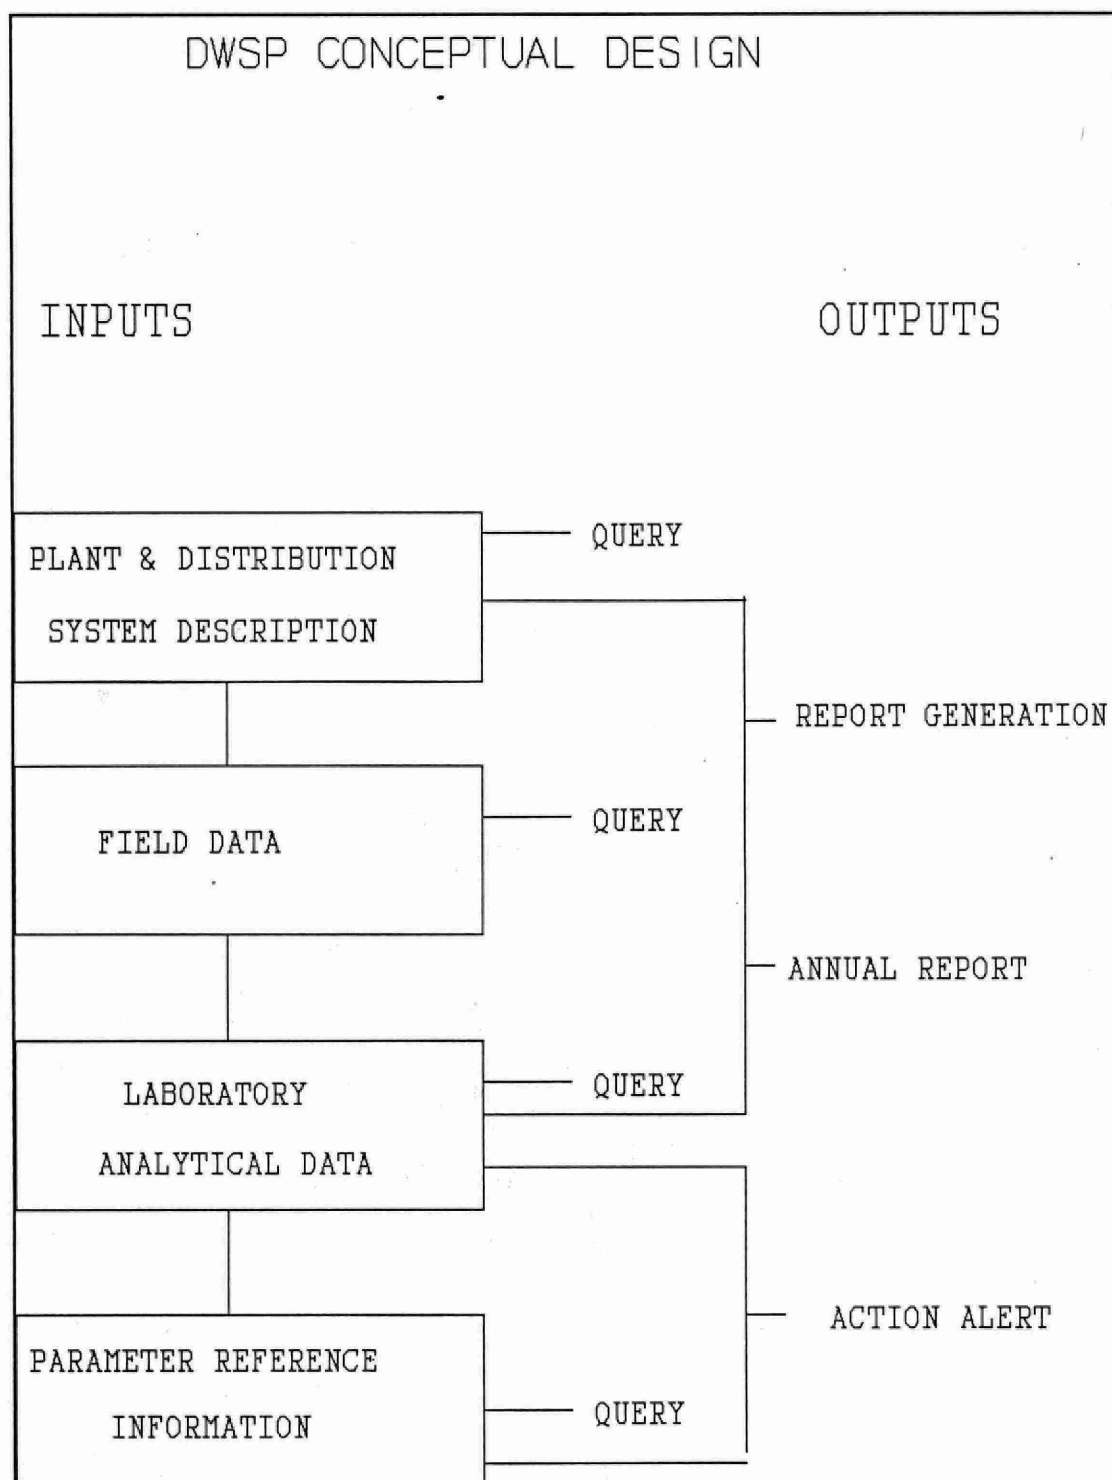 DWSP CONCEPTUAL DESIGN
INPUTS
OUTPUTS
PLANT & DISTRIBUTION
SYSTEM DESCRIPTION
QUERY
REPORT GENERATION
FIELD DATA
QUERY
ANNUAL REPORT
LABORATORY
ANALYTICAL DATA
QUERY
ACTION ALERT
PARAMETER REFERENCE
INFORMATION
QUERY